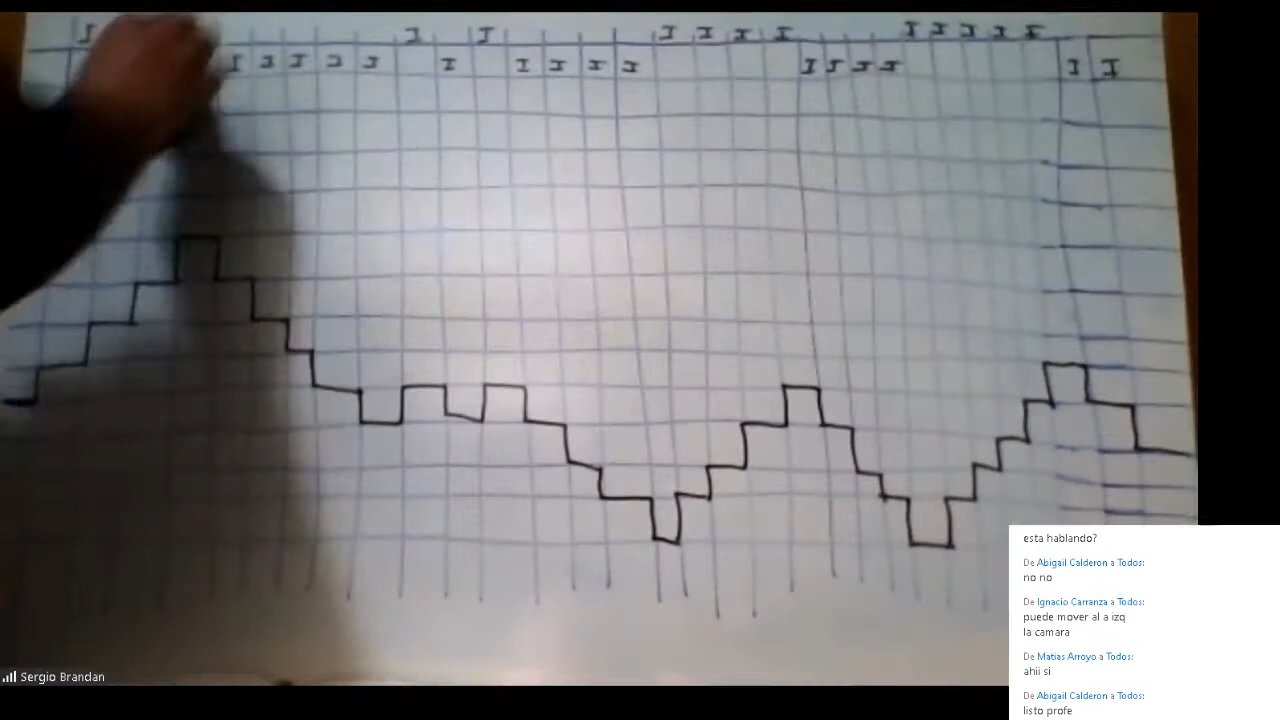 I I I I I I I I I I I I
I I I I I I I I I I I I I I I I
esta hablando?
De Abigail Calderon a Todos:
no no
De Ignacio Carranza a Todos:
puede mover al a izq
la camara
De Matias Arroyo a Todos:
ahii si
De Abigail Calderon a Todos:
listo profe
Sergio Brandan